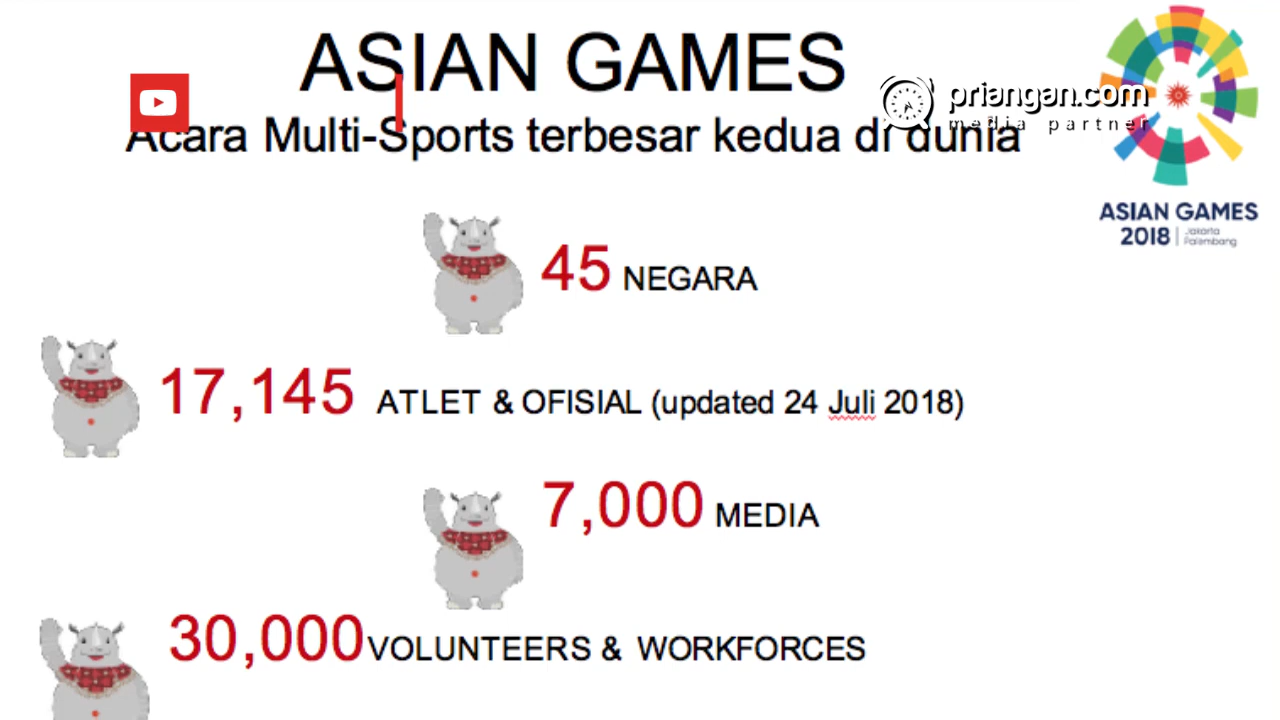 ASIAN GAMES
priangan.com
media partner
Acara Multi-Sports terbesar kedua di dunia
ASIAN GAMES
2018 | Jakarta
Palembang
45 NEGARA
17,145 ATLET & OFISIAL (updated 24 Juli 2018)
7,000 MEDIA
30,000 VOLUNTEERS & WORKFORCES